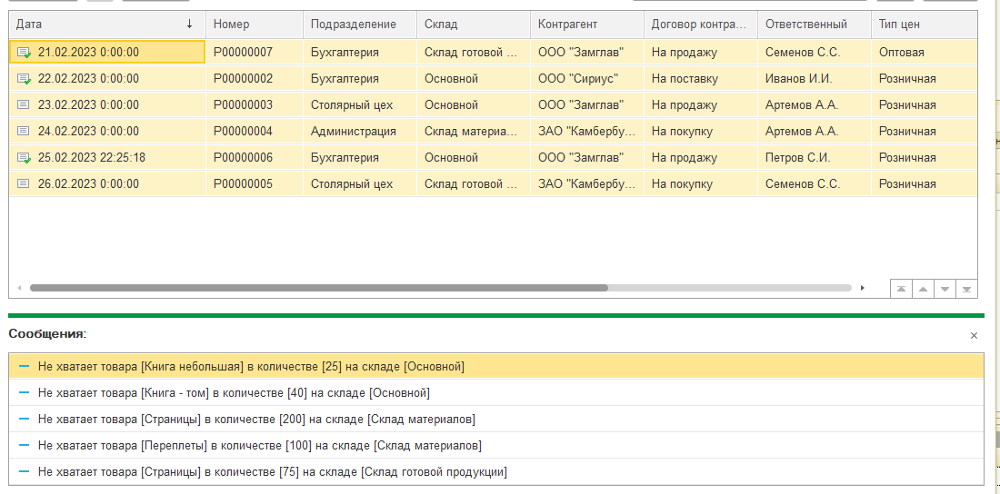 Дата ↓ Номер Подразделение Склад Контрагент Договор контра... Ответственный Тип цен
21.02.2023 0:00:00 Р00000007 Бухгалтерия Склад готовой ... ООО "Замглав" На продажу Семенов С.С. Оптовая
22.02.2023 0:00:00 Р00000002 Бухгалтерия Основной ООО "Сириус" На поставку Иванов И.И. Розничная
23.02.2023 0:00:00 Р00000003 Столярный цех Основной ООО "Замглав" На продажу Артемов А.А. Розничная
24.02.2023 0:00:00 Р00000004 Администрация Склад материа... ЗАО "Камбербу... На покупку Артемов А.А. Розничная
25.02.2023 22:25:18 Р00000006 Бухгалтерия Основной ООО "Замглав" На продажу Петров С.И. Розничная
26.02.2023 0:00:00 Р00000005 Столярный цех Склад готовой ... ЗАО "Камбербу... На покупку Семенов С.С. Розничная
Сообщения:
Не хватает товара [Книга небольшая] в количестве [25] на складе [Основной]
Не хватает товара [Книга - том] в количестве [40] на складе [Основной]
Не хватает товара [Страницы] в количестве [200] на складе [Склад материалов]
Не хватает товара [Переплеты] в количестве [100] на складе [Склад материалов]
Не хватает товара [Страницы] в количестве [75] на складе [Склад готовой продукции]